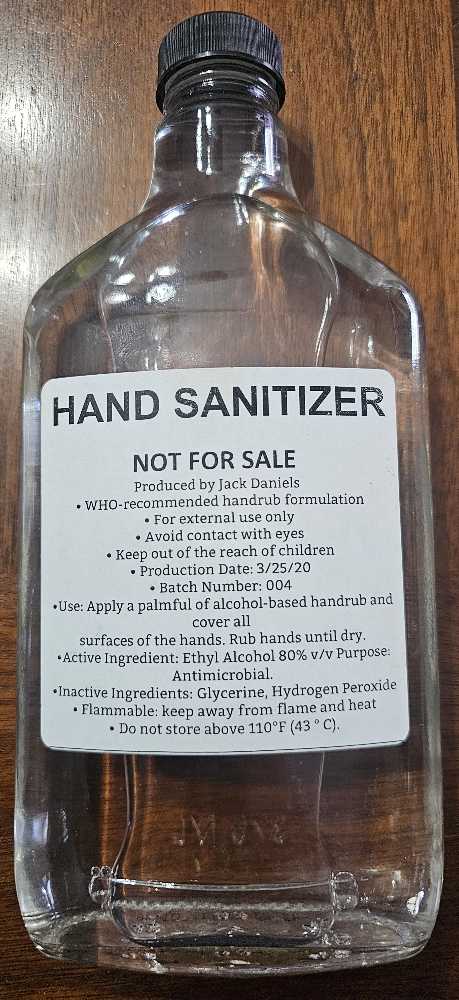 HAND SANITIZER
NOT FOR SALE
Produced by Jack Daniels
• WHO-recommended handrub formulation
• For external use only
• Avoid contact with eyes
• Keep out of the reach of children
• Production Date: 3/25/20
• Batch Number: 004
•Use: Apply a palmful of alcohol-based handrub and
cover all
surfaces of the hands. Rub hands until dry.
•Active Ingredient: Ethyl Alcohol 80% v/v Purpose:
Antimicrobial.
•Inactive Ingredients: Glycerine, Hydrogen Peroxide
• Flammable: keep away from flame and heat
• Do not store above 110°F (43 ° C).